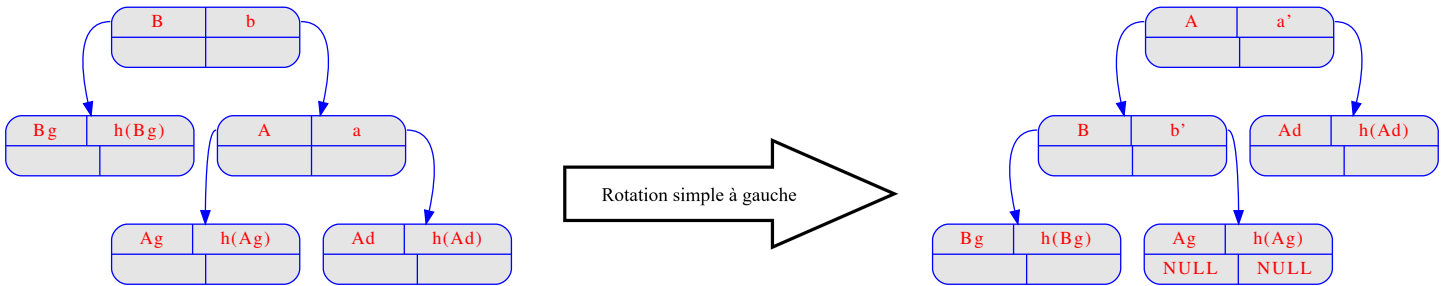 B b
Bg h(Bg) A a
Ag h(Ag) Ad h(Ad)
Rotation simple à gauche
A a’
B b’ Ad h(Ad)
Bg h(Bg) Ag h(Ag)
NULL NULL